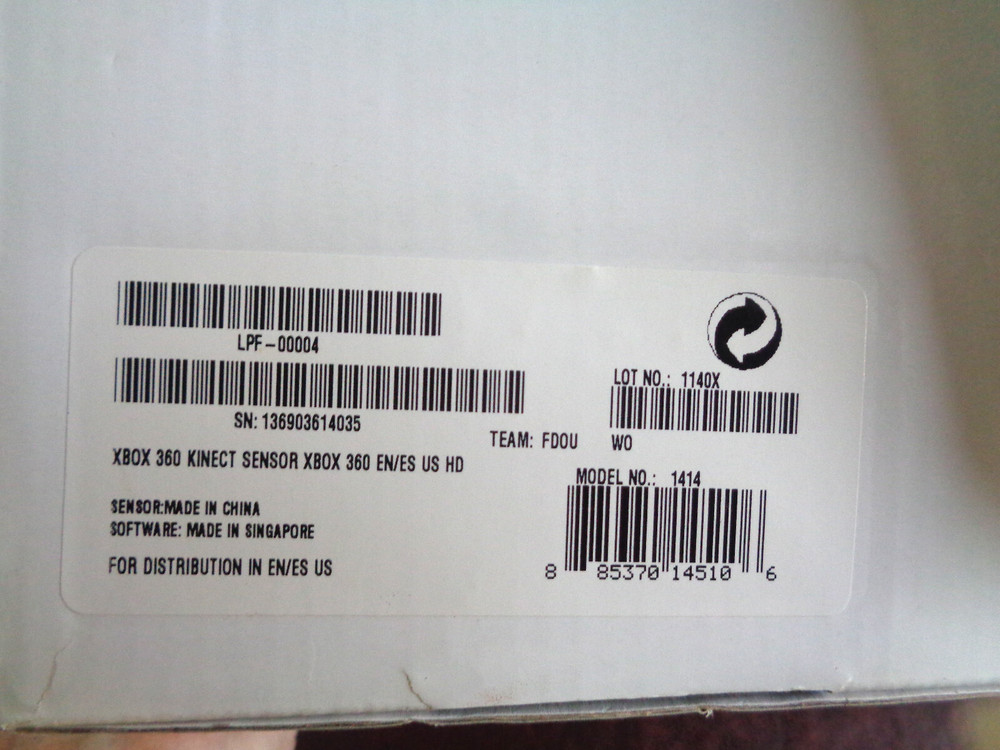 LPF-00004
SN: 136903614035
LOT NO.: 1140X
TEAM: FDOU WO
XBOX 360 KINECT SENSOR XBOX 360 EN/ES US HD
MODEL NO.: 1414
SENSOR:MADE IN CHINA
SOFTWARE: MADE IN SINGAPORE
FOR DISTRIBUTION IN EN/ES US
8 85370 14510 6